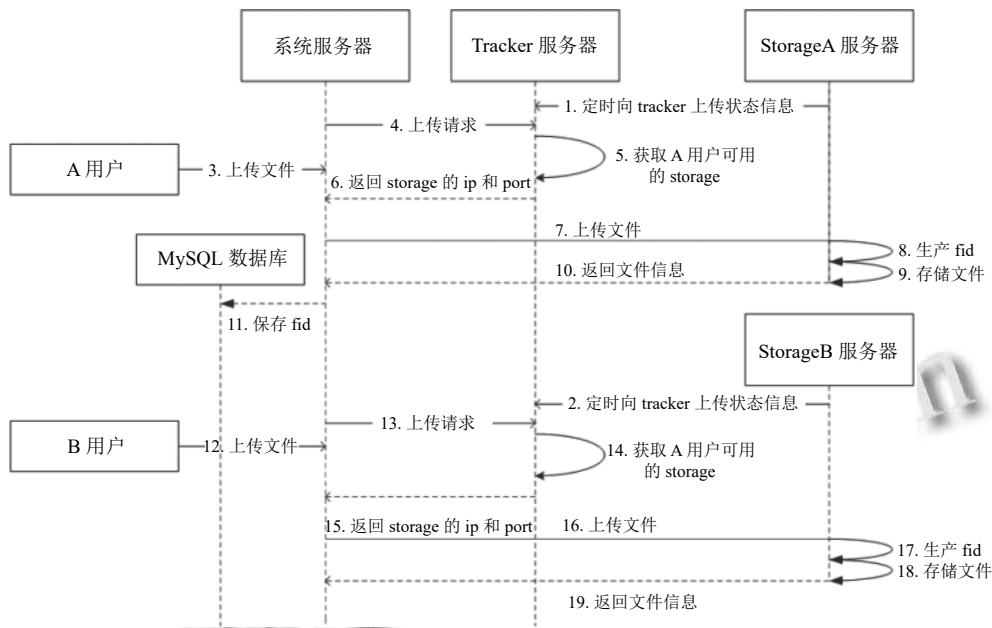 系统服务器
Tracker 服务器
StorageA 服务器
1. 定时向 tracker 上传状态信息
4. 上传请求
A 用户
3. 上传文件
5. 获取 A 用户可用
的 storage
6. 返回 storage 的 ip 和 port
7. 上传文件
MySQL 数据库
8. 生产 fid
10. 返回文件信息
9. 存储文件
11. 保存 fid
StorageB 服务器
2. 定时向 tracker 上传状态信息
13. 上传请求
B 用户
12. 上传文件
14. 获取 A 用户可用
的 storage
15. 返回 storage 的 ip 和 port
16. 上传文件
17. 生产 fid
18. 存储文件
19. 返回文件信息